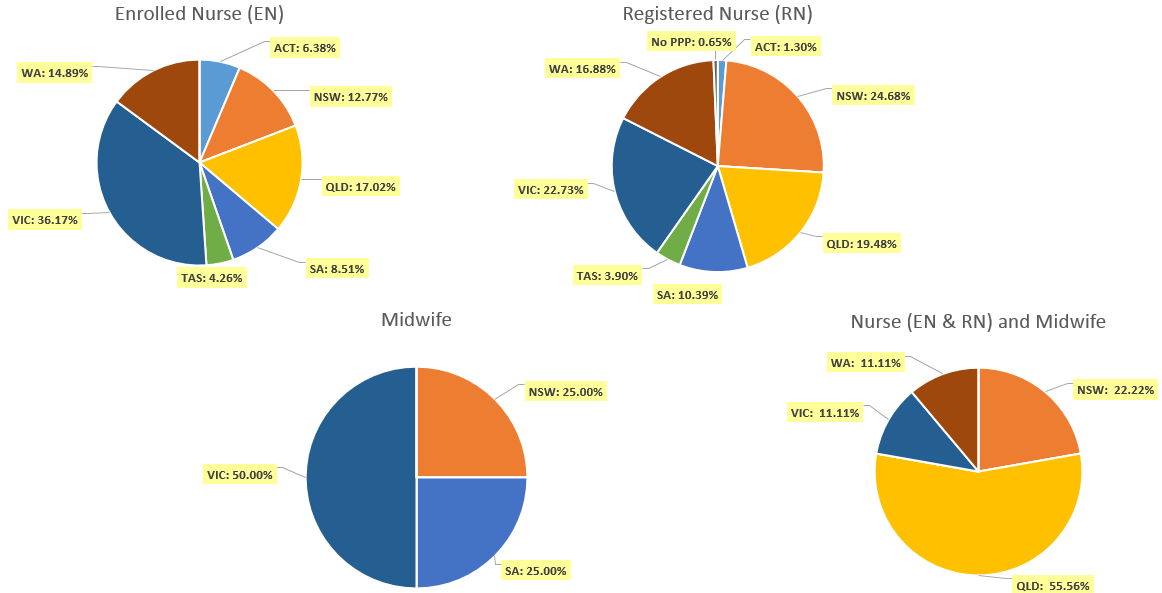 Enrolled Nurse (EN)
ACT: 6.38%
NSW: 12.77%
QLD: 17.02%
SA: 8.51%
TAS: 4.26%
VIC: 36.17%
WA: 14.89%
Registered Nurse (RN)
No PPP: 0.65%
ACT: 1.30%
NSW: 24.68%
QLD: 19.48%
SA: 10.39%
TAS: 3.90%
VIC: 22.73%
WA: 16.88%
Midwife
NSW: 25.00%
SA: 25.00%
VIC: 50.00%
Nurse (EN & RN) and Midwife
NSW: 22.22%
QLD: 55.56%
VIC: 11.11%
WA: 11.11%